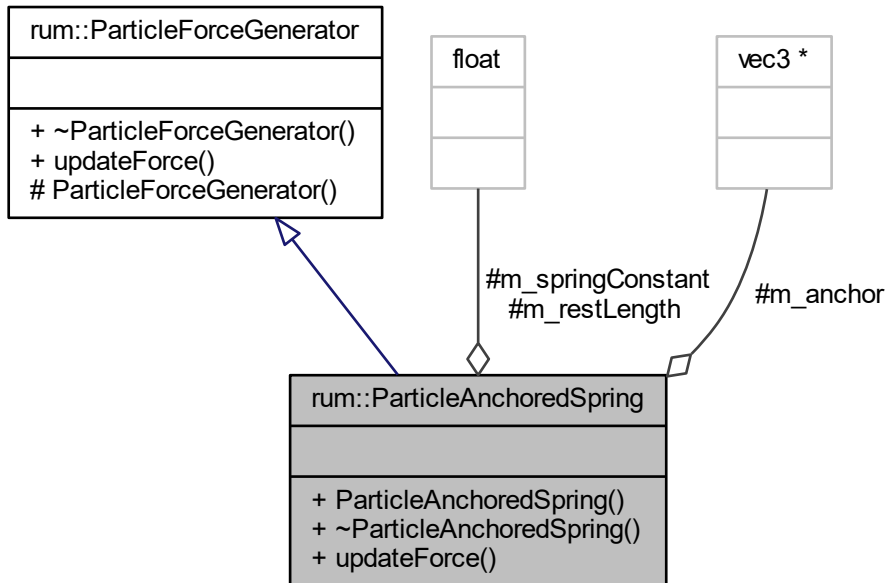 rum::ParticleForceGenerator
+ ~ParticleForceGenerator()
+ updateForce()
# ParticleForceGenerator()
float
vec3 *
#m_springConstant
#m_restLength
#m_anchor
rum::ParticleAnchoredSpring
+ ParticleAnchoredSpring()
+ ~ParticleAnchoredSpring()
+ updateForce()